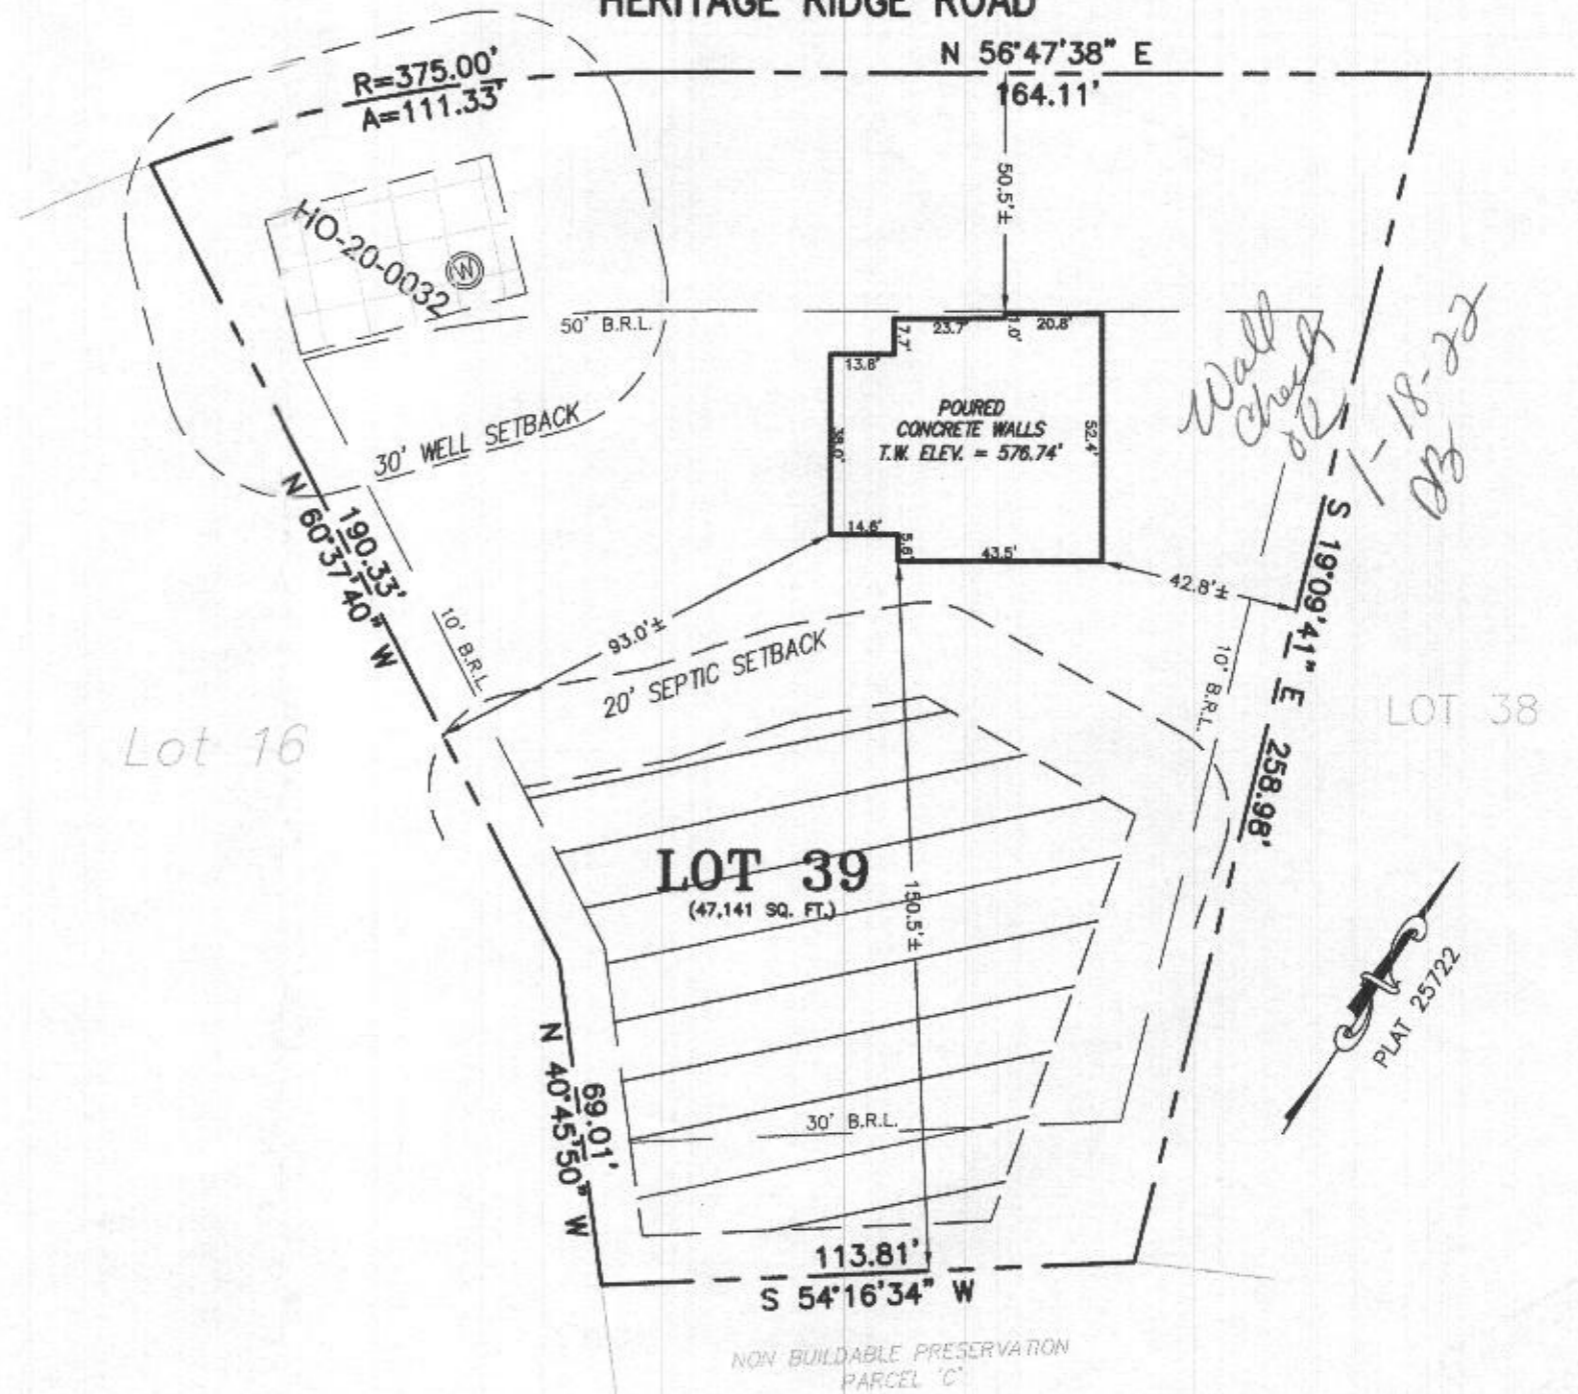 HERITAGE RIDGE ROAD
N 56°47'38" E
164.11'
R=375.00'
A=111.33'
50.5'±
HO-20-0032
W
50' B.R.L.
23.7'
1.0'
20.8'
7.7'
13.8'
POURED
CONCRETE WALLS
T.W. ELEV. = 576.74'
38.0'
52.4'
14.6'
5.6'
43.5'
Wall
Check
ok
1-18-22
30' WELL SETBACK
N 60°37'40" W
190.33'
S 19°09'41" E 258.98'
42.8'±
93.0'±
10' B.R.L.
20' SEPTIC SETBACK
10' B.R.L.
Lot 16
LOT 38
LOT 39
(47,141 SQ. FT.)
150.5'±
PLAT 25722
N 40°45'50" W
69.01'
30' B.R.L.
113.81'
S 54°16'34" W
NON BUILDABLE PRESERVATION
PARCEL 'C'